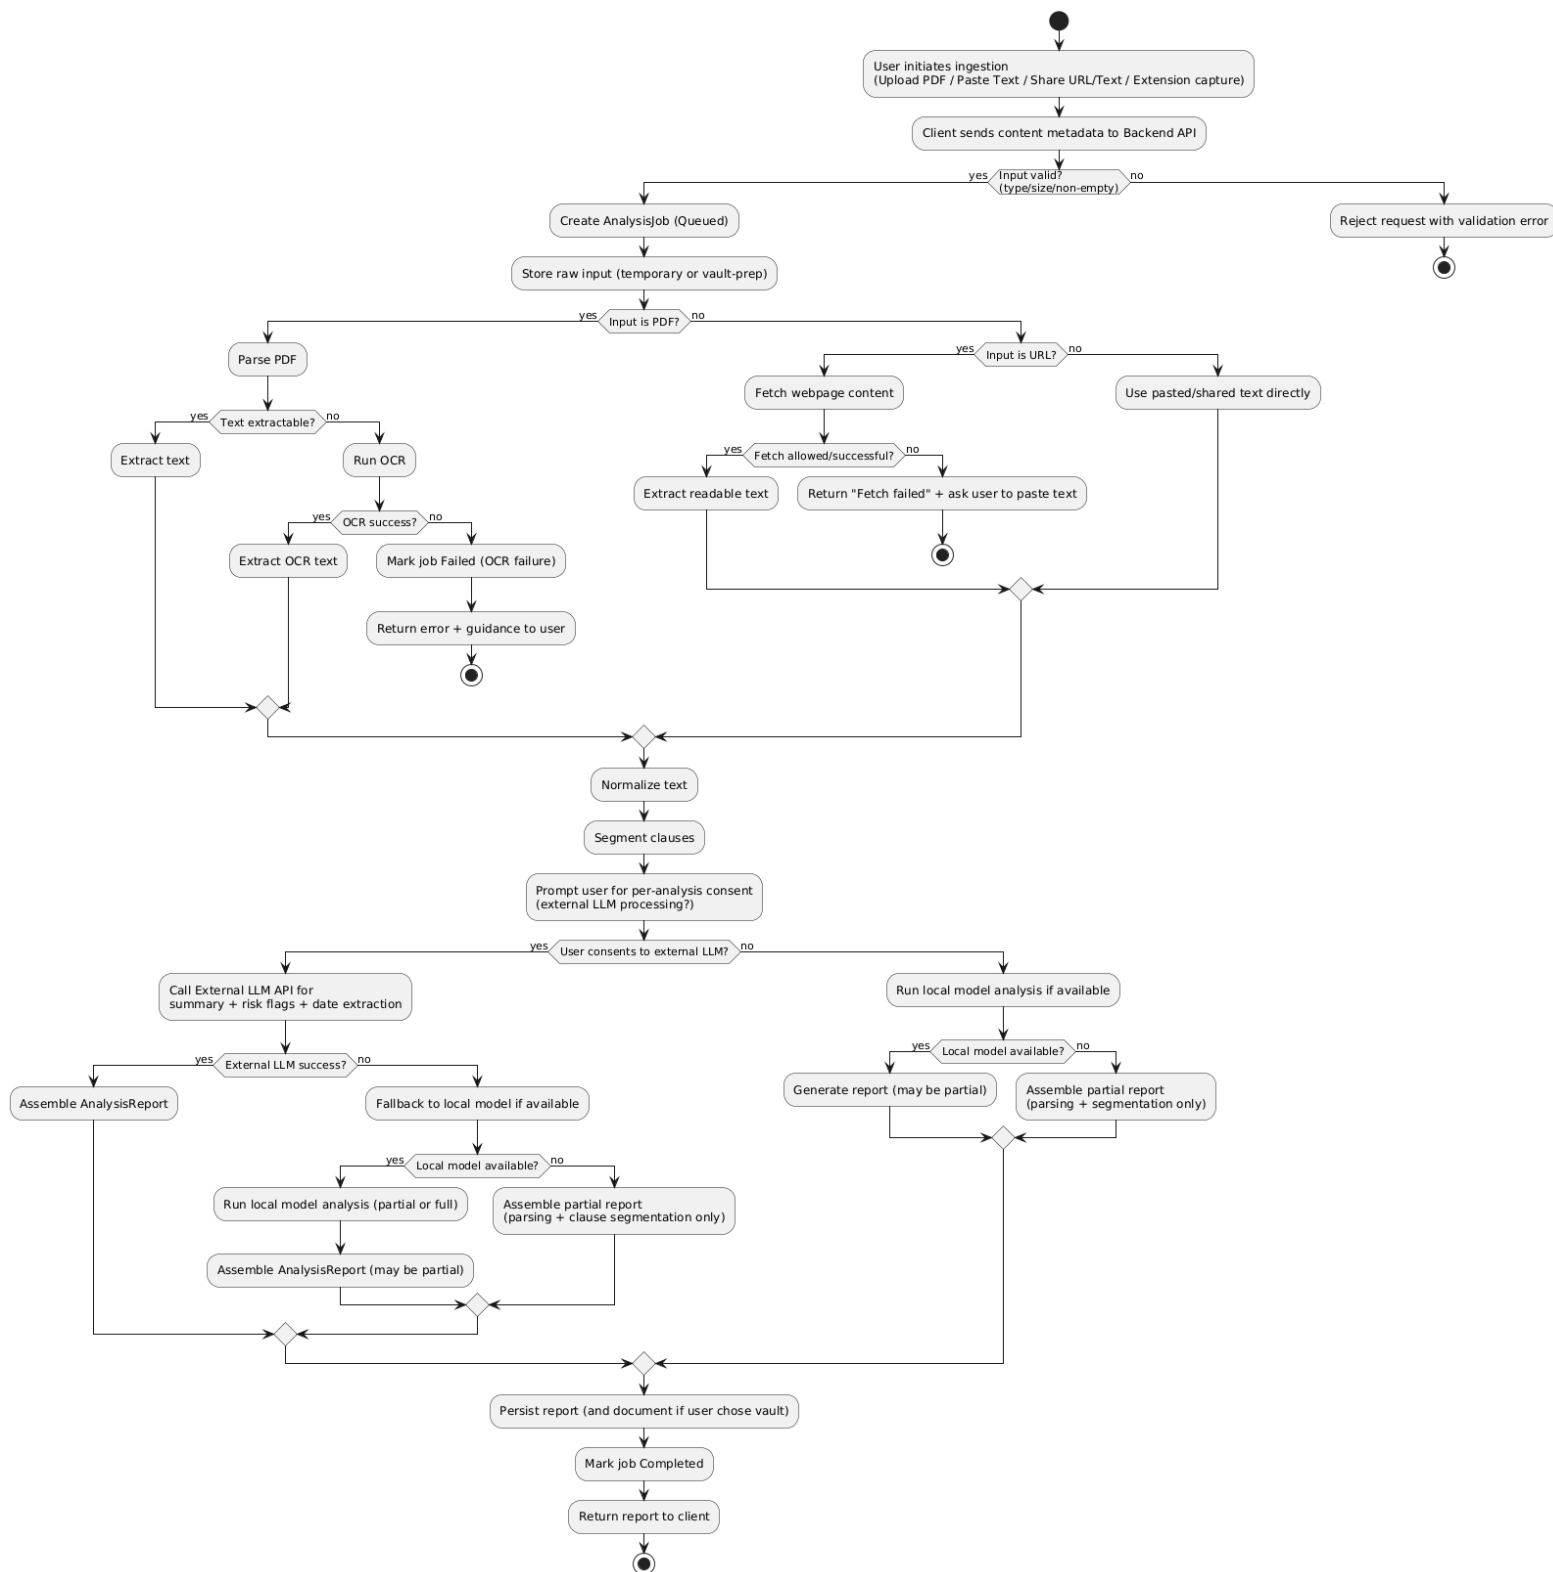 User initiates ingestion
(Upload PDF / Paste Text / Share URL/Text / Extension capture)
Client sends content metadata to Backend API
yes
Input valid?
(type/size/non-empty)
no
Create AnalysisJob (Queued)
Reject request with validation error
Store raw input (temporary or vault-prep)
yes
Input is PDF?
no
Parse PDF
yes
Input is URL?
no
Fetch webpage content
Use pasted/shared text directly
yes
Text extractable?
no
Extract text
Run OCR
yes
Fetch allowed/successful?
no
Extract readable text
Return "Fetch failed" + ask user to paste text
yes
OCR success?
no
Extract OCR text
Mark job Failed (OCR failure)
Return error + guidance to user
Normalize text
Segment clauses
Prompt user for per-analysis consent
(external LLM processing?)
yes
User consents to external LLM?
no
Call External LLM API for
summary + risk flags + date extraction
Run local model analysis if available
yes
External LLM success?
no
yes
Local model available?
no
Assemble AnalysisReport
Fallback to local model if available
Generate report (may be partial)
Assemble partial report
(parsing + segmentation only)
yes
Local model available?
no
Run local model analysis (partial or full)
Assemble partial report
(parsing + clause segmentation only)
Assemble AnalysisReport (may be partial)
Persist report (and document if user chose vault)
Mark job Completed
Return report to client